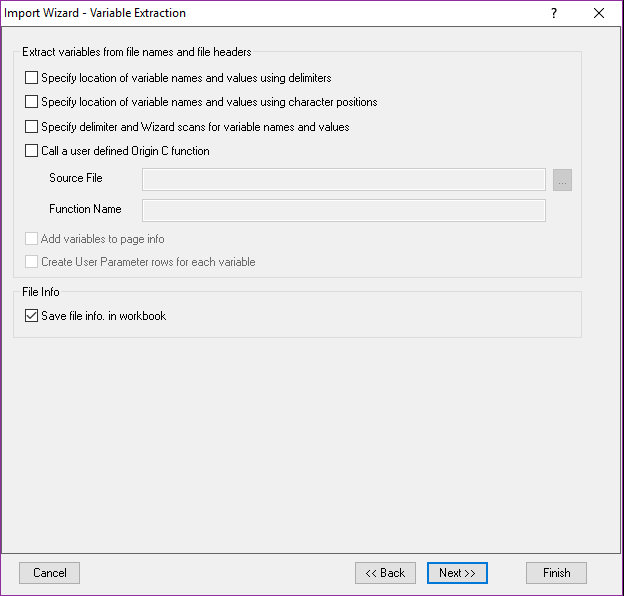 Import Wizard - Variable Extraction
?
Extract variables from file names and file headers
Specify location of variable names and values using delimiters
Specify location of variable names and values using character positions
Specify delimiter and Wizard scans for variable names and values
Call a user defined Origin C function
Source File
...
Function Name
Add variables to page info
Create User Parameter rows for each variable
File Info
Save file info. in workbook
Cancel
<< Back
Next >>
Finish